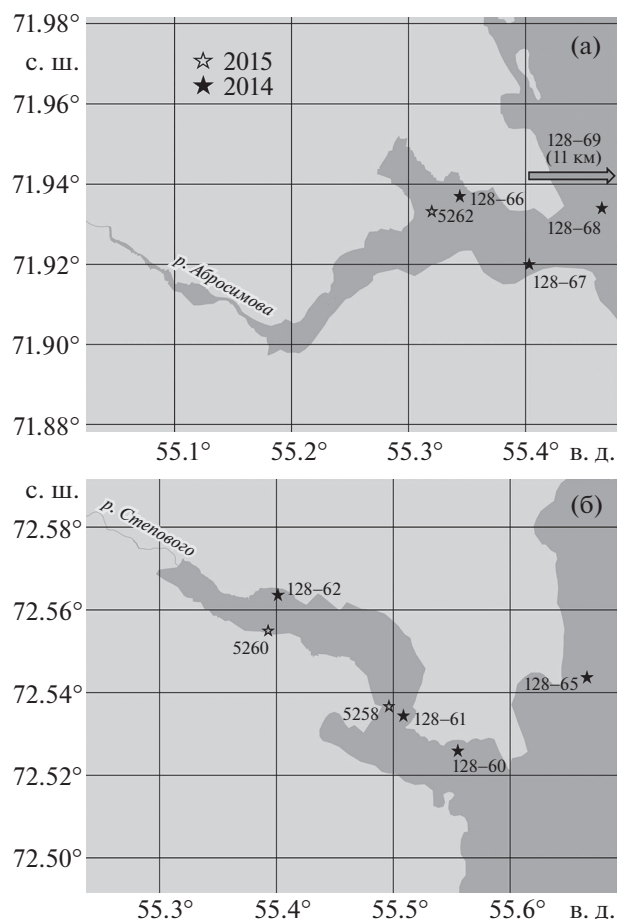 71.98°
с. ш.
71.96°
71.94°
71.92°
71.90°
71.88°
(а)
☆ 2015
★ 2014
128–69
(11 км)
128–66
5262
128–68
128–67
р. Абросимова
55.1° 55.2° 55.3° 55.4° в. д.
с. ш.
72.58°
72.56°
72.54°
72.52°
72.50°
(б)
р. Степового
128–62
5260
128–65
5258
128–61
128–60
55.3° 55.4° 55.5° 55.6° в. д.